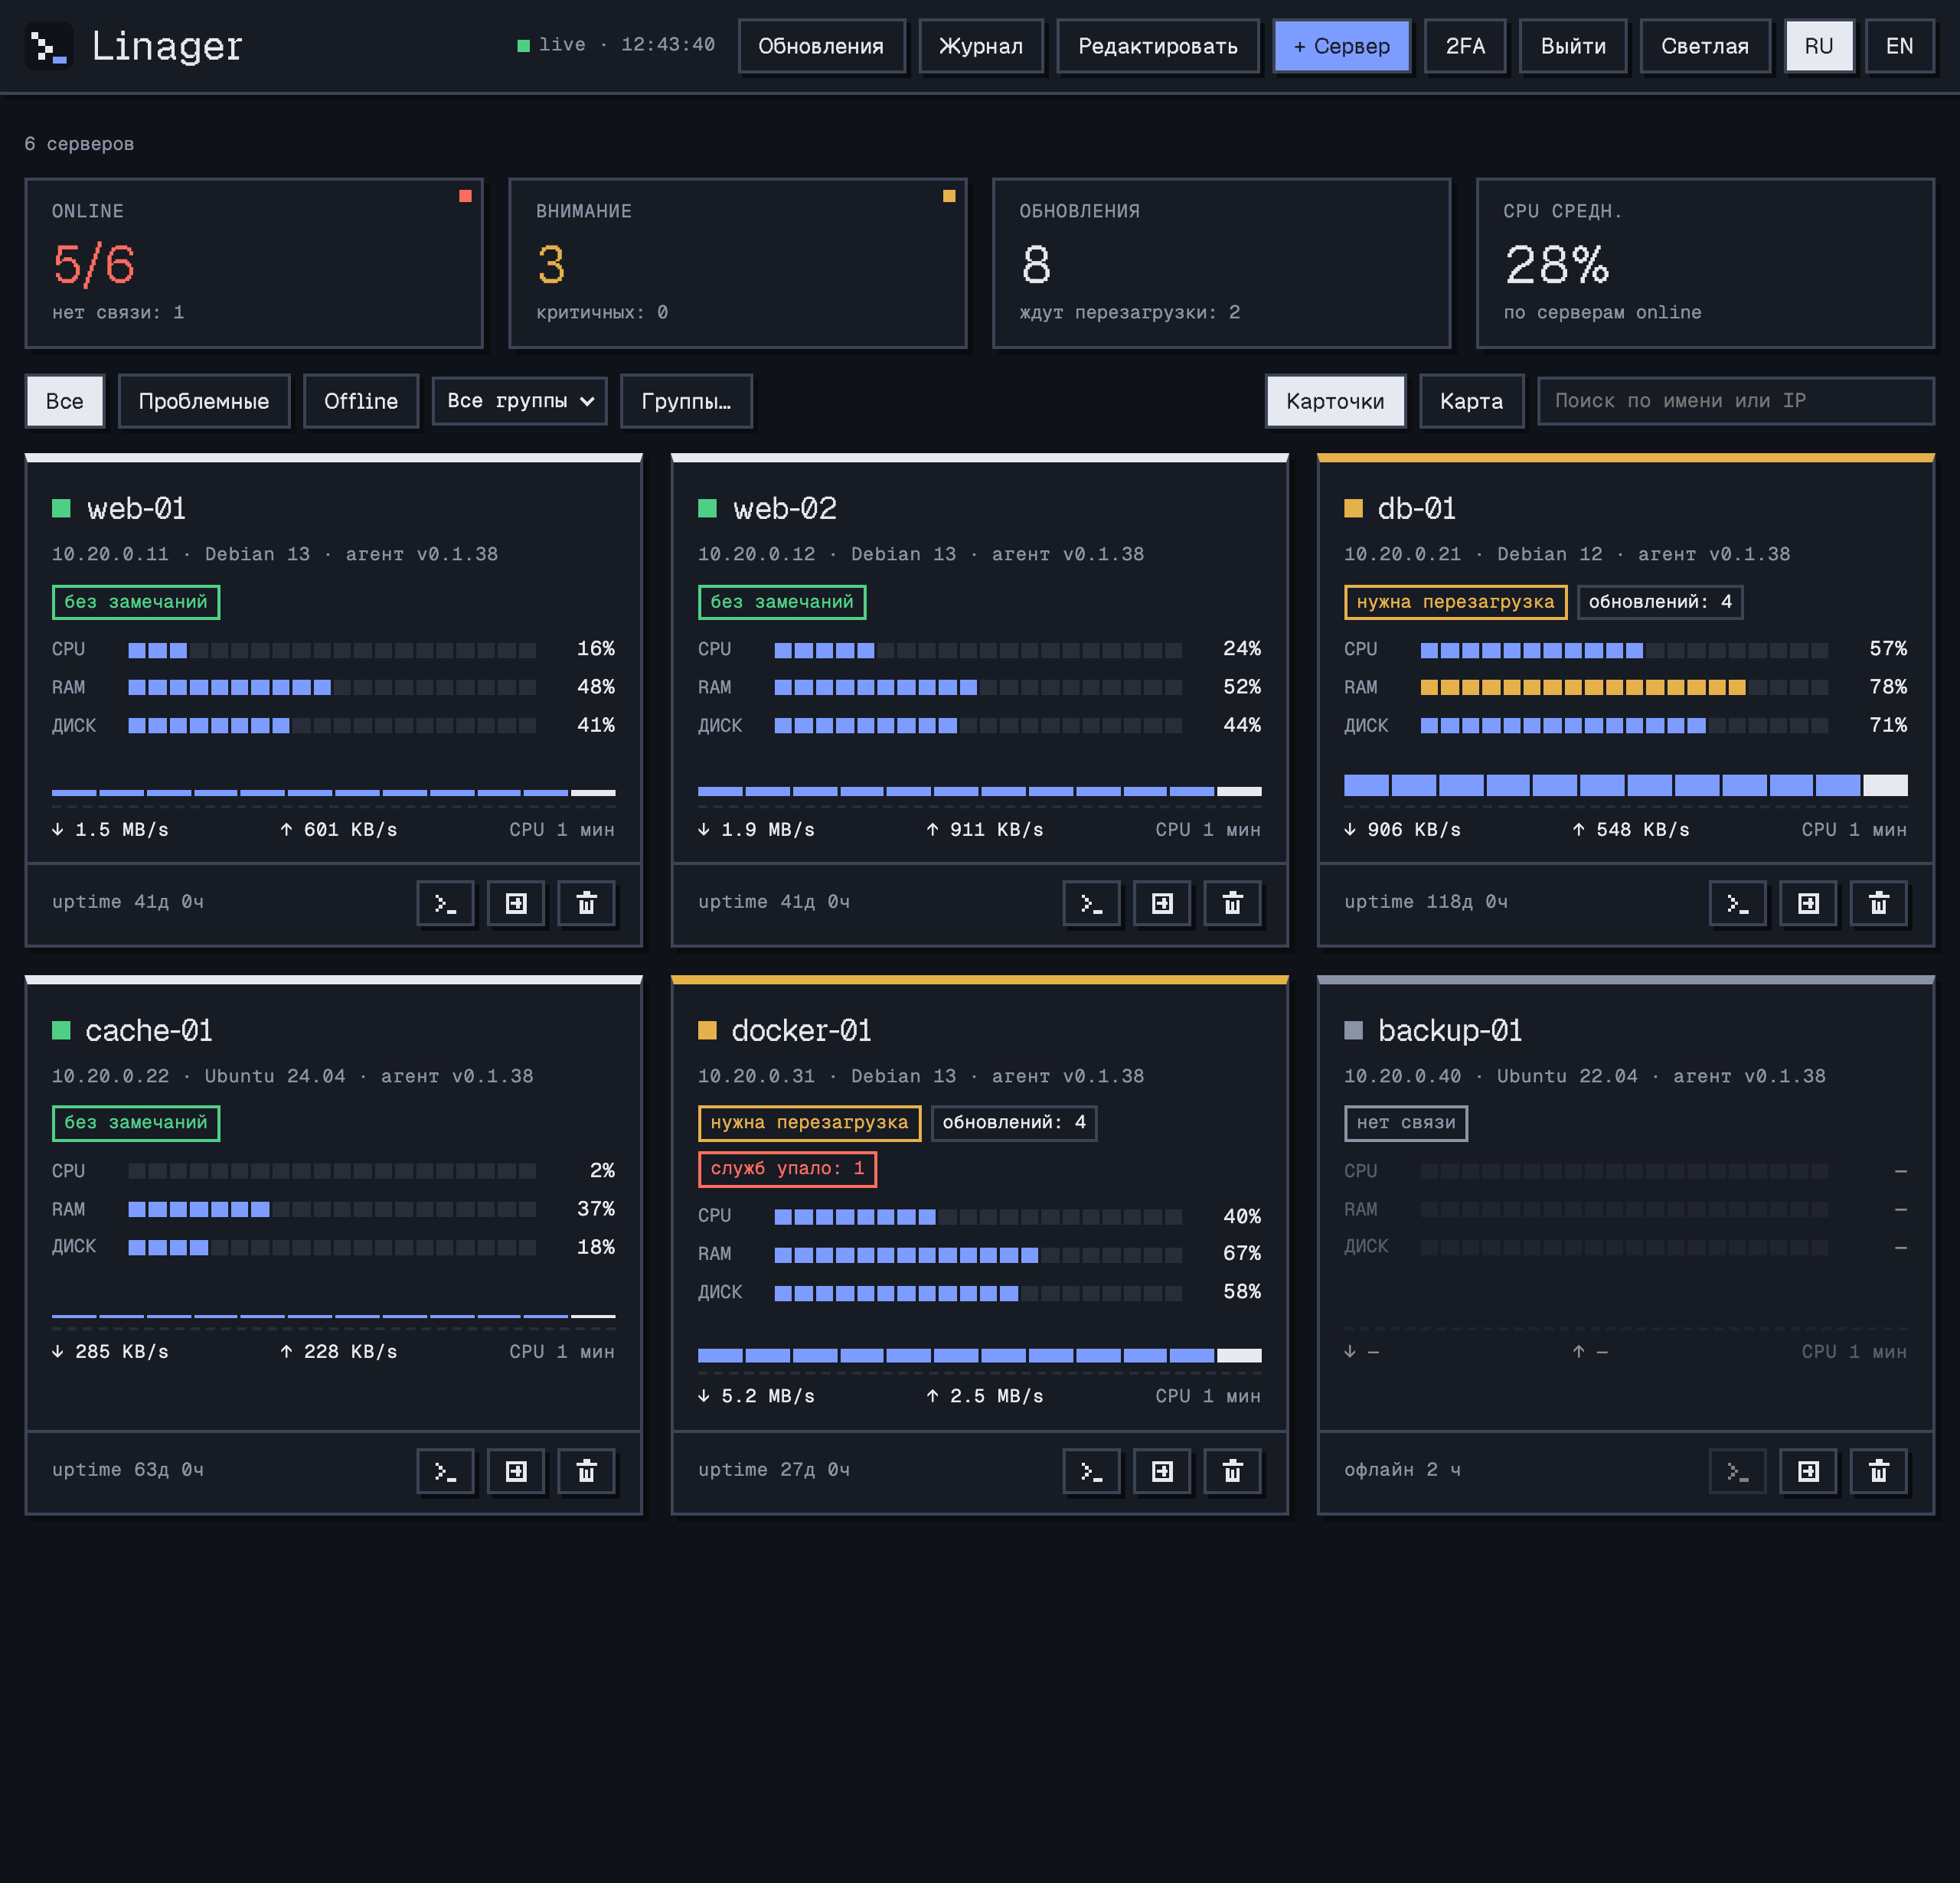 Linager
live · 12:43:40
Обновления
Журнал
Редактировать
+ Сервер
2FA
Выйти
Светлая
RU
EN
6 серверов
ONLINE
5/6
нет связи: 1
ВНИМАНИЕ
3
критичных: 0
ОБНОВЛЕНИЯ
8
ждут перезагрузки: 2
CPU СРЕДН.
28%
по серверам online
Все
Проблемные
Offline
Все группы
Группы…
Карточки
Карта
Поиск по имени или IP
web-01
10.20.0.11 · Debian 13 · агент v0.1.38
без замечаний
CPU 16%
RAM 48%
ДИСК 41%
↓ 1.5 MB/s ↑ 601 KB/s CPU 1 мин
uptime 41д 0ч
web-02
10.20.0.12 · Debian 13 · агент v0.1.38
без замечаний
CPU 24%
RAM 52%
ДИСК 44%
↓ 1.9 MB/s ↑ 911 KB/s CPU 1 мин
uptime 41д 0ч
db-01
10.20.0.21 · Debian 12 · агент v0.1.38
нужна перезагрузка обновлений: 4
CPU 57%
RAM 78%
ДИСК 71%
↓ 906 KB/s ↑ 548 KB/s CPU 1 мин
uptime 118д 0ч
cache-01
10.20.0.22 · Ubuntu 24.04 · агент v0.1.38
без замечаний
CPU 2%
RAM 37%
ДИСК 18%
↓ 285 KB/s ↑ 228 KB/s CPU 1 мин
uptime 63д 0ч
docker-01
10.20.0.31 · Debian 13 · агент v0.1.38
нужна перезагрузка обновлений: 4
служб упало: 1
CPU 40%
RAM 67%
ДИСК 58%
↓ 5.2 MB/s ↑ 2.5 MB/s CPU 1 мин
uptime 27д 0ч
backup-01
10.20.0.40 · Ubuntu 22.04 · агент v0.1.38
нет связи
CPU –
RAM –
ДИСК –
↓ – ↑ – CPU 1 мин
офлайн 2 ч